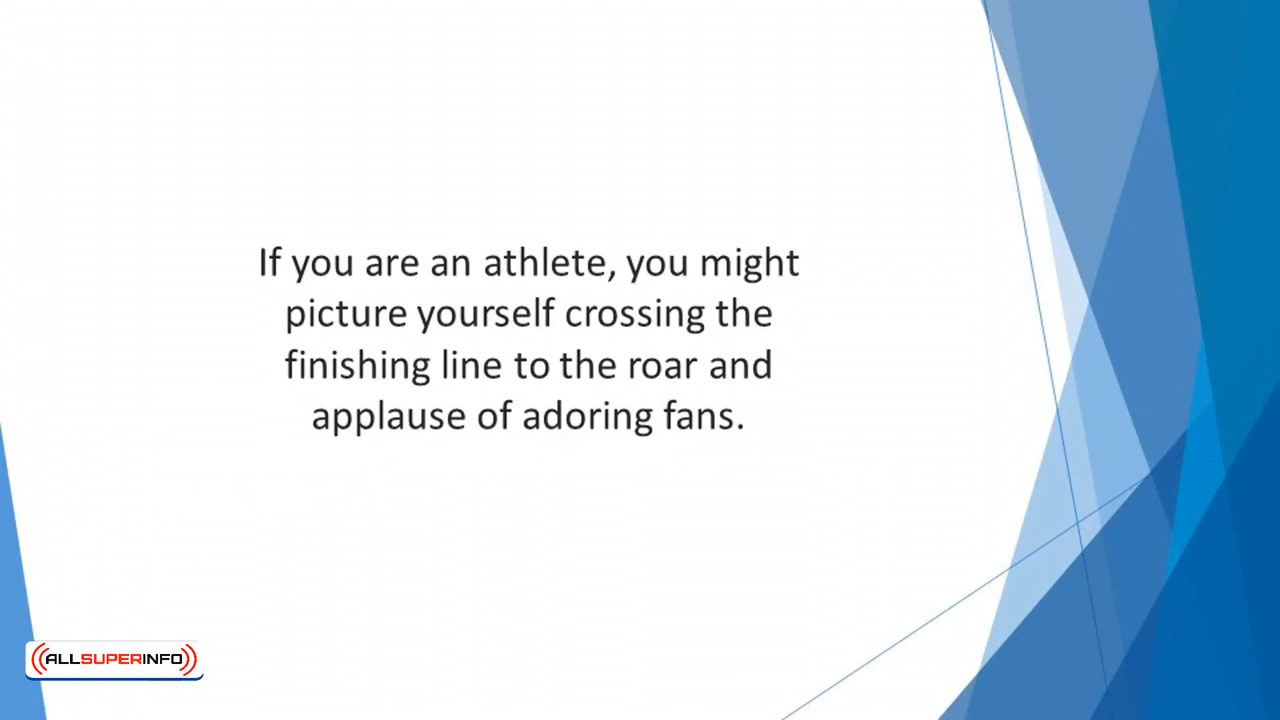 If you are an athlete, you might
picture yourself crossing the
finishing line to the roar and
applause of adoring fans.
ALLSUPERINFO